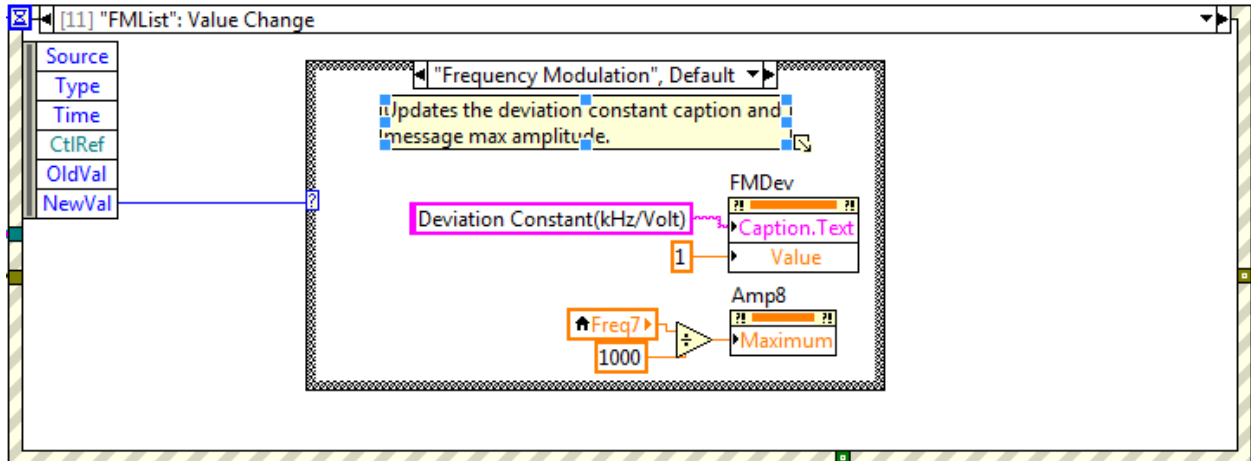 [11] "FMList": Value Change
Source
Type
Time
CtlRef
OldVal
NewVal
"Frequency Modulation", Default
Updates the deviation constant caption and
message max amplitude.
?
FMDev
Deviation Constant(kHz/Volt)
?! ?!
Caption.Text
1
Value
Amp8
?! ?!
Freq7
÷
Maximum
1000